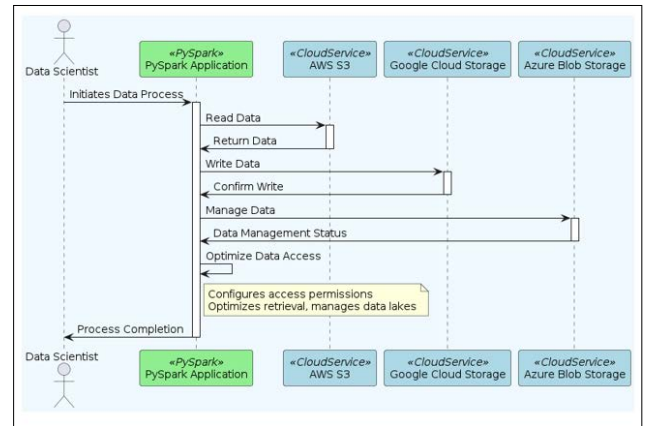 «PySpark»
PySpark Application
«CloudService»
AWS S3
«CloudService»
Google Cloud Storage
«CloudService»
Azure Blob Storage
Data Scientist
Initiates Data Process
Read Data
Return Data
Write Data
Confirm Write
Manage Data
Data Management Status
Optimize Data Access
Configures access permissions
Optimizes retrieval, manages data lakes
Process Completion
Data Scientist
«PySpark»
PySpark Application
«CloudService»
AWS S3
«CloudService»
Google Cloud Storage
«CloudService»
Azure Blob Storage